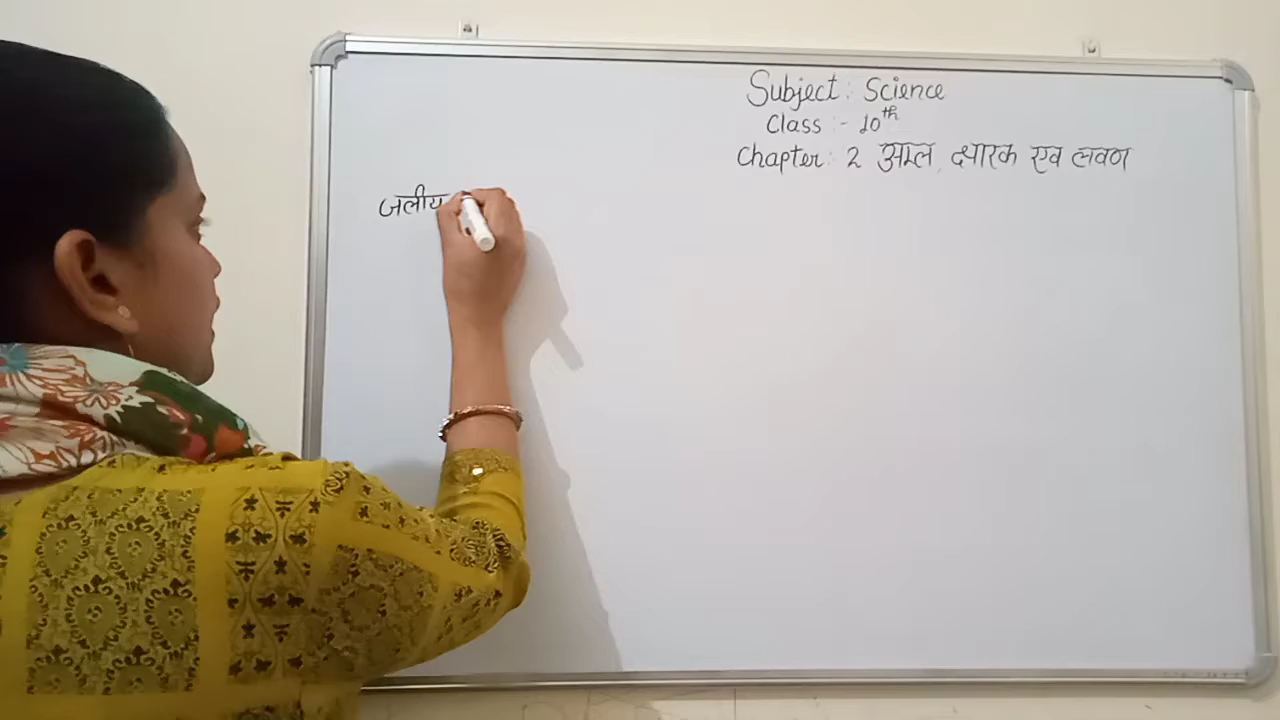 Subject : Science
Class :- 10th
Chapter : 2 अम्ल, क्षारक एव लवण
जलीय